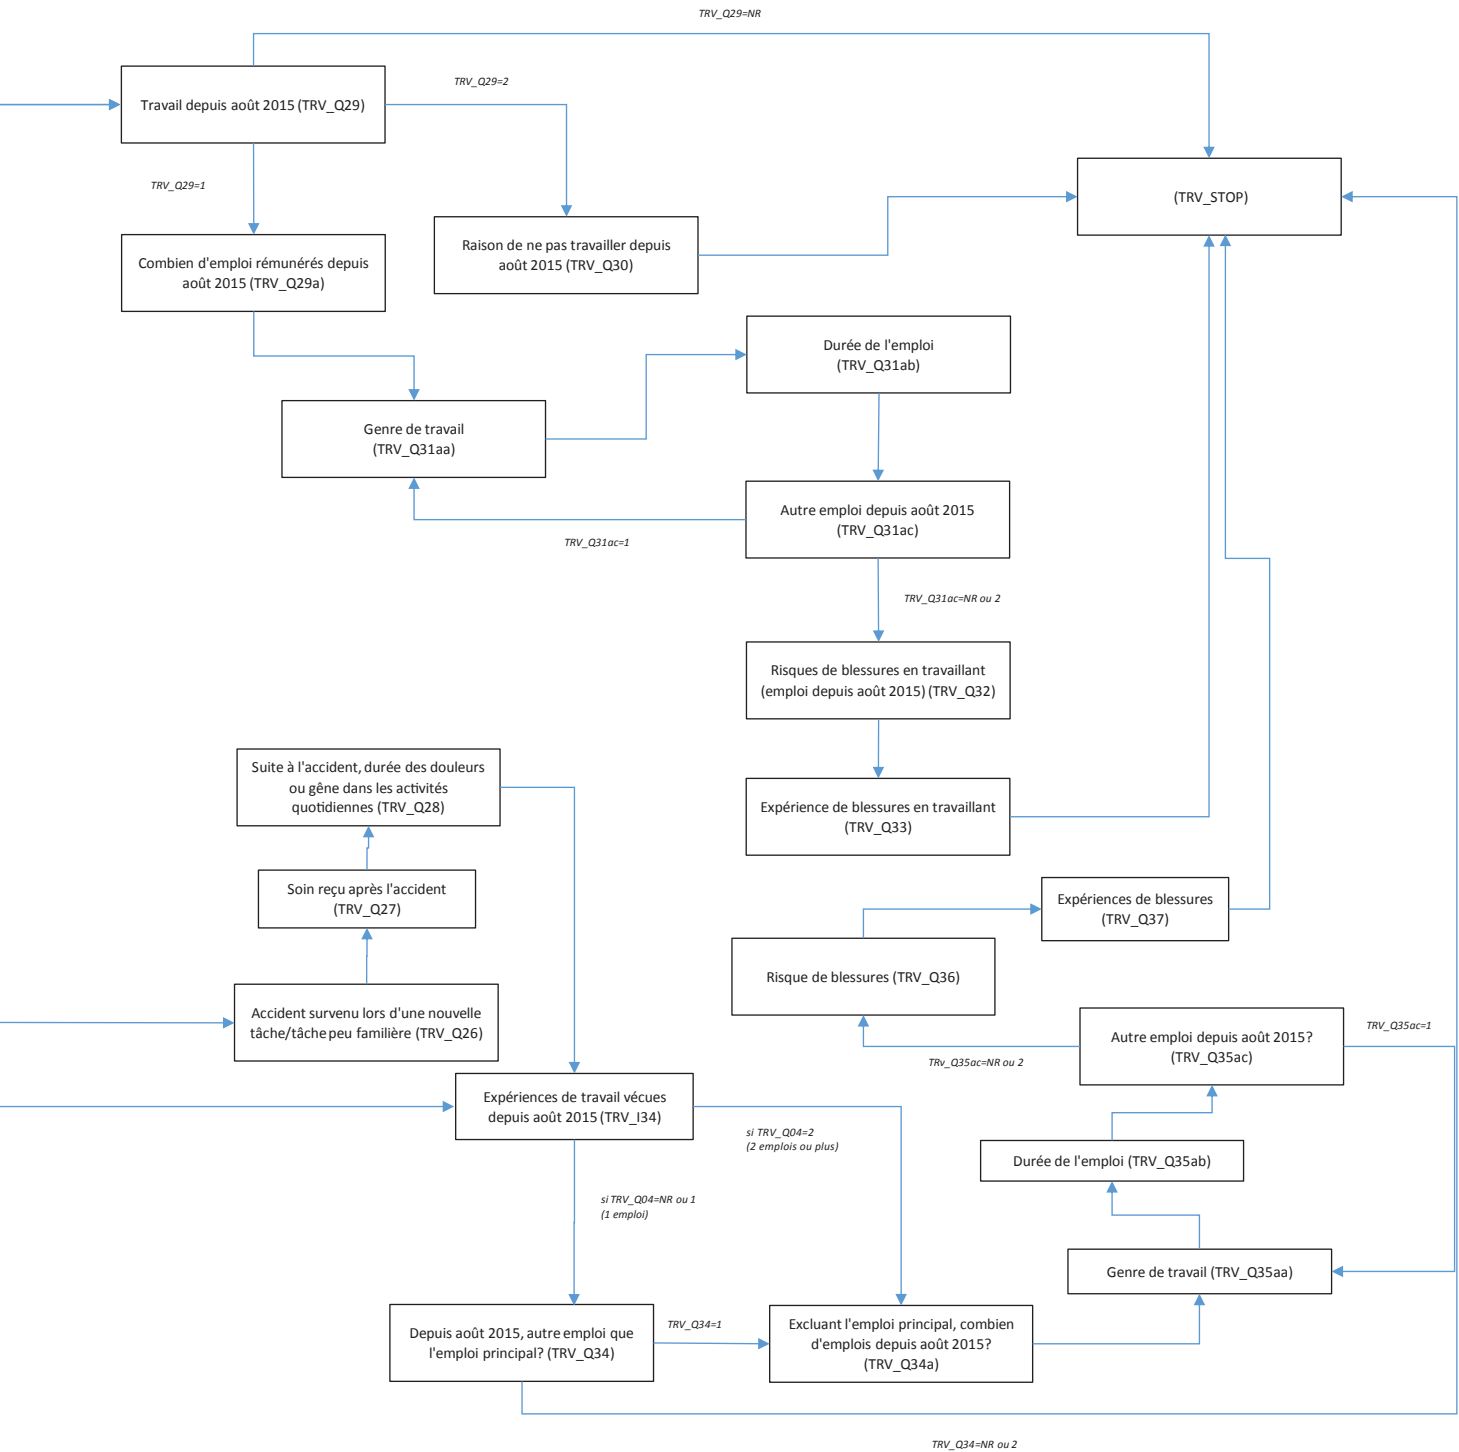 TRV_Q29=NR
Travail depuis août 2015 (TRV_Q29)
TRV_Q29=2
TRV_Q29=1
(TRV_STOP)
Combien d'emploi rémunérés depuis
août 2015 (TRV_Q29a)
Raison de ne pas travailler depuis
août 2015 (TRV_Q30)
Durée de l'emploi
(TRV_Q31ab)
Genre de travail
(TRV_Q31aa)
Autre emploi depuis août 2015
(TRV_Q31ac)
TRV_Q31ac=1
TRV_Q31ac=NR ou 2
Risques de blessures en travaillant
(emploi depuis août 2015) (TRV_Q32)
Suite à l'accident, durée des douleurs
ou gêne dans les activités
quotidiennes (TRV_Q28)
Expérience de blessures en travaillant
(TRV_Q33)
Soin reçu après l'accident
(TRV_Q27)
Expériences de blessures
(TRV_Q37)
Risque de blessures (TRV_Q36)
Accident survenu lors d'une nouvelle
tâche/tâche peu familière (TRV_Q26)
Autre emploi depuis août 2015?
(TRV_Q35ac)
TRV_Q35ac=1
TRv_Q35ac=NR ou 2
Expériences de travail vécues
depuis août 2015 (TRV_I34)
si TRV_Q04=2
(2 emplois ou plus)
Durée de l'emploi (TRV_Q35ab)
si TRV_Q04=NR ou 1
(1 emploi)
Genre de travail (TRV_Q35aa)
Depuis août 2015, autre emploi que
l'emploi principal? (TRV_Q34)
TRV_Q34=1
Excluant l'emploi principal, combien
d'emplois depuis août 2015?
(TRV_Q34a)
TRV_Q34=NR ou 2